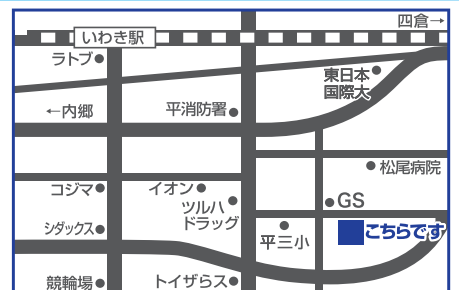 四倉→
いわき駅
ラトブ
東日本
国際大
←内郷
平消防署
松尾病院
コジマ
イオン
ツルハ
ドラッグ
GS
シダックス
こちらです
平三小
競輪場
トイザらス